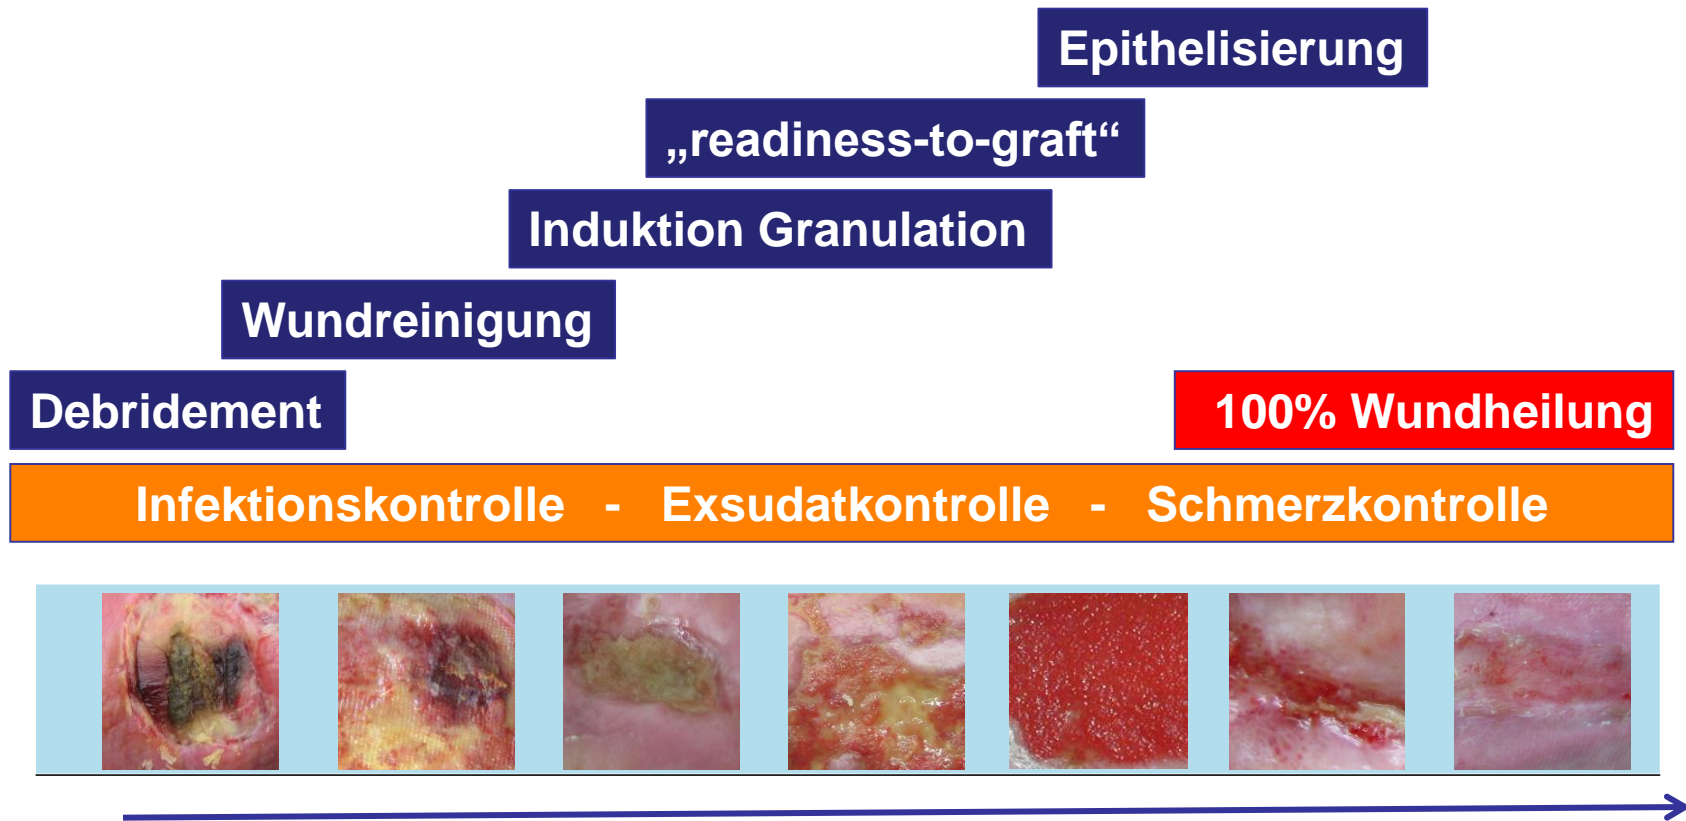 Epithelisierung
„readiness-to-graft“
Induktion Granulation
Wundreinigung
Debridement
100% Wundheilung
Infektionskontrolle - Exsudatkontrolle - Schmerzkontrolle